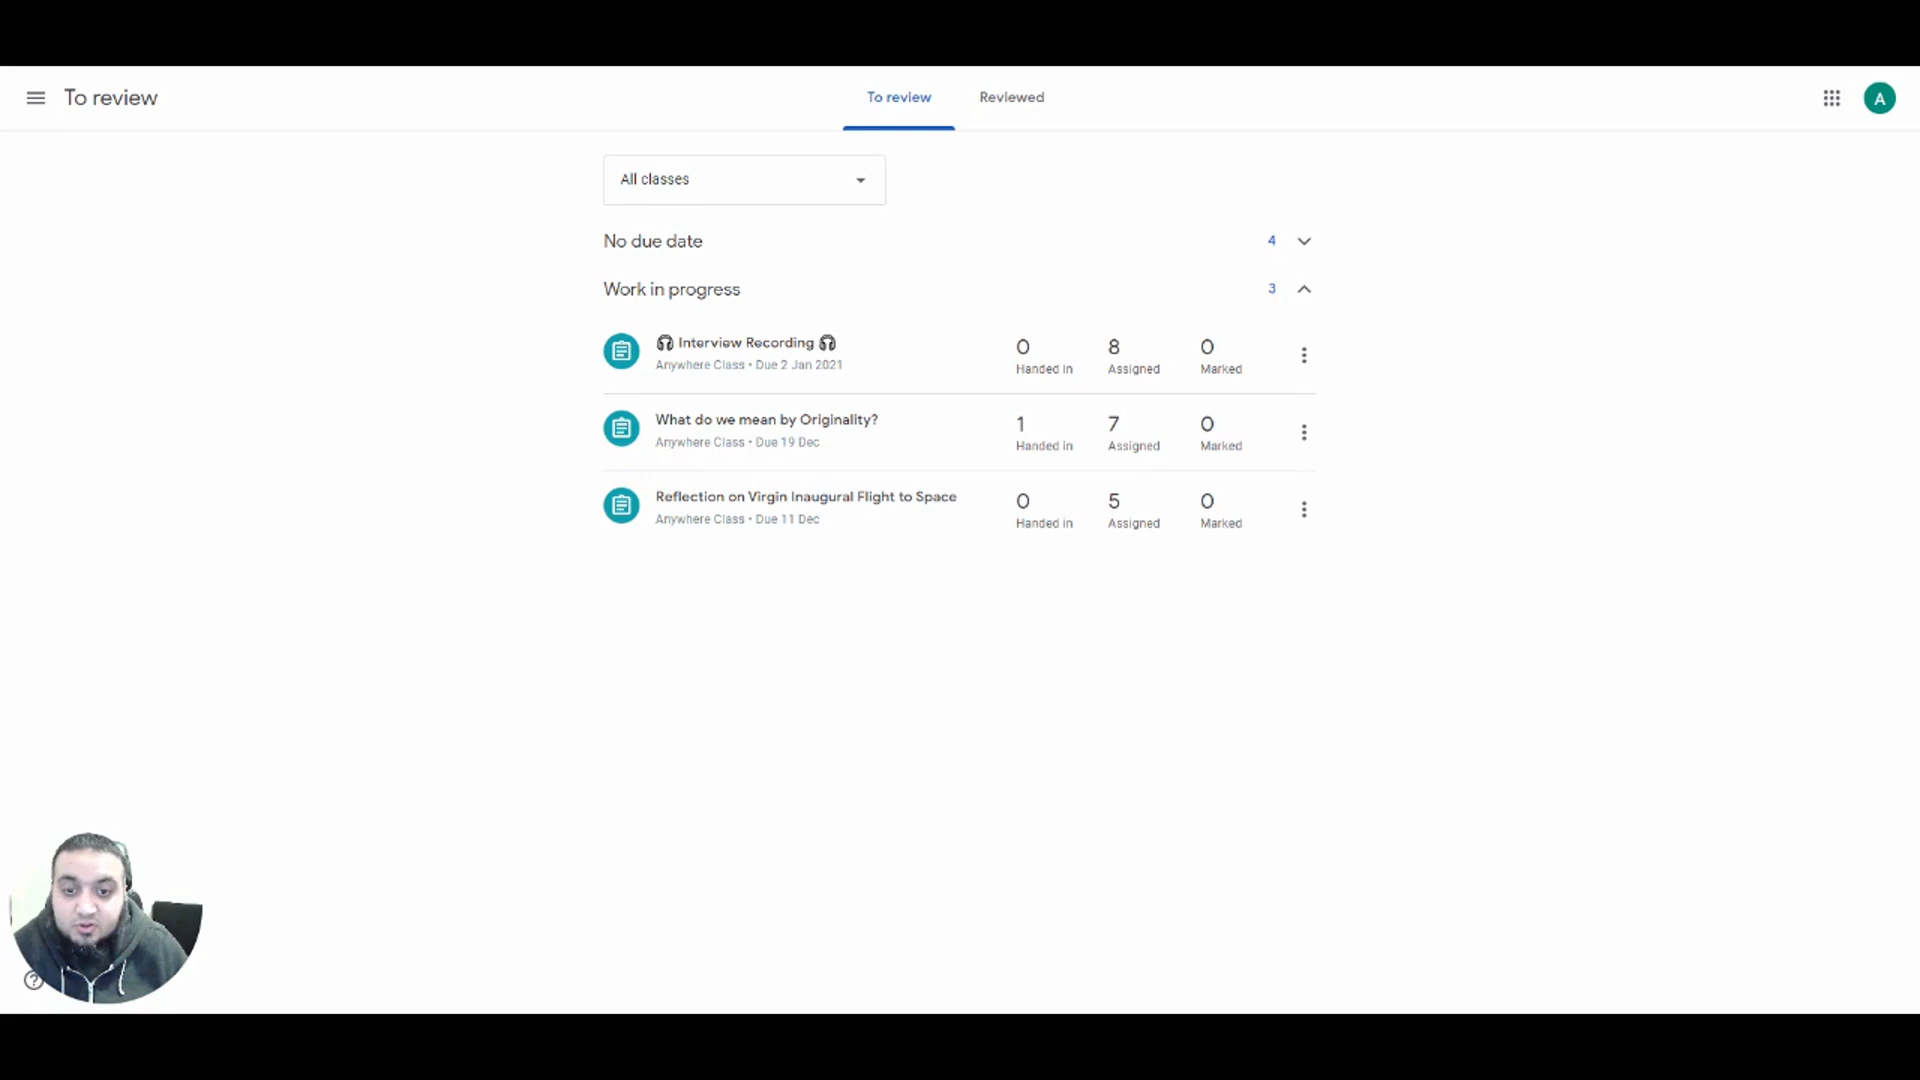 To review
To review
Reviewed
A
All classes
No due date
4
Work in progress
3
Interview Recording
Anywhere Class • Due 2 Jan 2021
0
Handed in
8
Assigned
0
Marked
What do we mean by Originality?
Anywhere Class • Due 19 Dec
1
Handed in
7
Assigned
0
Marked
Reflection on Virgin Inaugural Flight to Space
Anywhere Class • Due 11 Dec
0
Handed in
5
Assigned
0
Marked